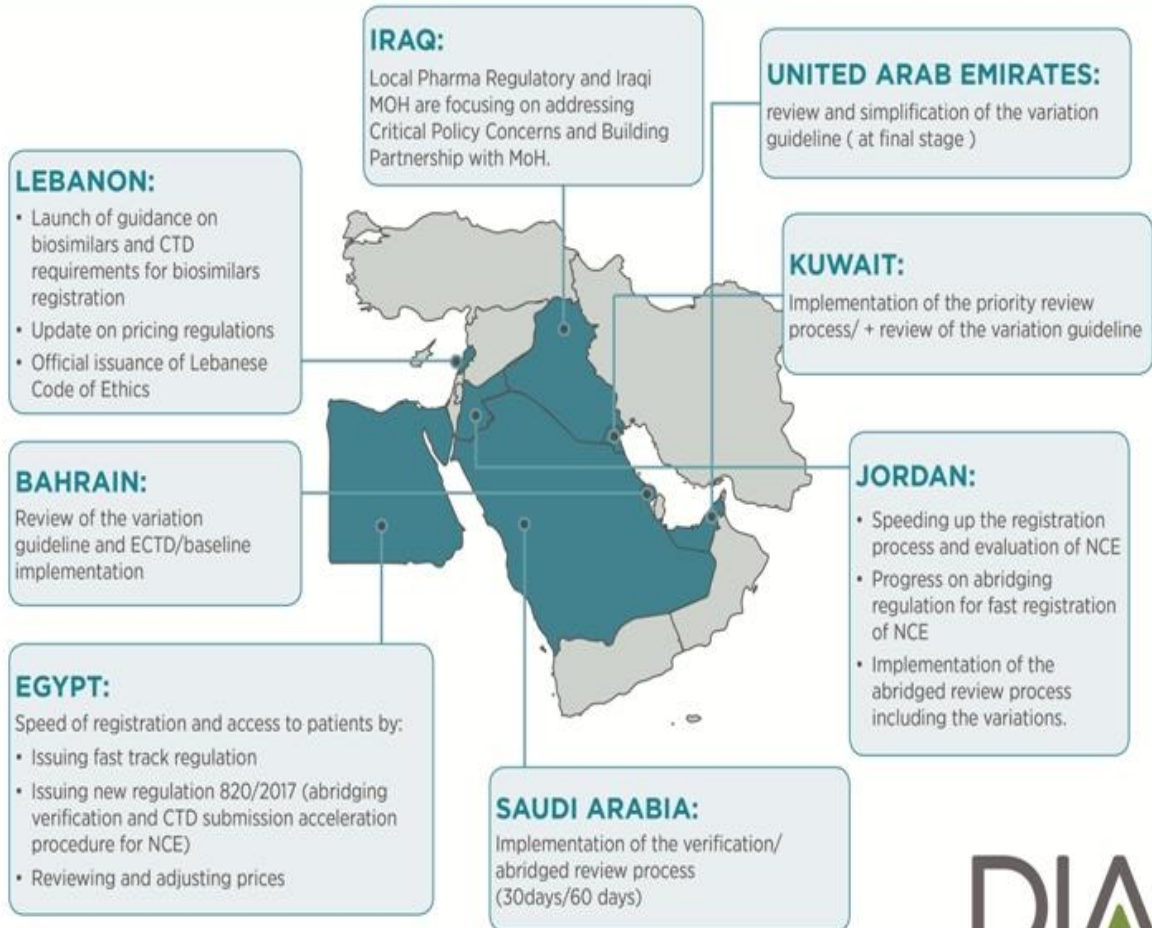 IRAQ:
Local Pharma Regulatory and Iraqi
MOH are focusing on addressing
Critical Policy Concerns and Building
Partnership with MoH.
UNITED ARAB EMIRATES:
review and simplification of the variation
guideline ( at final stage )
LEBANON:
• Launch of guidance on
biosimilars and CTD
requirements for biosimilars
registration
• Update on pricing regulations
• Official issuance of Lebanese
Code of Ethics
KUWAIT:
Implementation of the priority review
process/ + review of the variation guideline
BAHRAIN:
Review of the variation
guideline and ECTD/baseline
implementation
JORDAN:
• Speeding up the registration
process and evaluation of NCE
• Progress on abridging
regulation for fast registration
of NCE
• Implementation of the
abridged review process
including the variations.
EGYPT:
Speed of registration and access to patients by:
• Issuing fast track regulation
• Issuing new regulation 820/2017 (abridging
verification and CTD submission acceleration
procedure for NCE)
• Reviewing and adjusting prices
SAUDI ARABIA:
Implementation of the verification/
abridged review process
(30days/60 days)
DIA